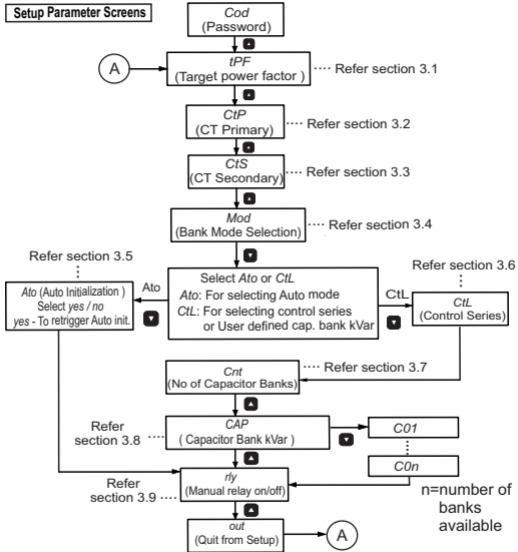 Setup Parameter Screens
Cod
(Password)
A
tPF
(Target power factor )
Refer section 3.1
CtP
(CT Primary)
Refer section 3.2
CtS
(CT Secondary)
Refer section 3.3
Mod
(Bank Mode Selection)
Refer section 3.4
Refer section 3.5
Ato (Auto Initialization )
Select yes / no
yes - To retrigger Auto init.
Ato
Select Ato or CtL
Ato: For selecting Auto mode
CtL: For selecting control series
or User defined cap. bank kVar
CtL
Refer section 3.6
CtL
(Control Series)
Cnt
(No of Capacitor Banks)
Refer section 3.7
Refer
section 3.8
CAP
( Capacitor Bank kVar )
C01
C0n
n=number of
banks
available
Refer
section 3.9
rly
(Manual relay on/off)
out
(Quit from Setup)
A